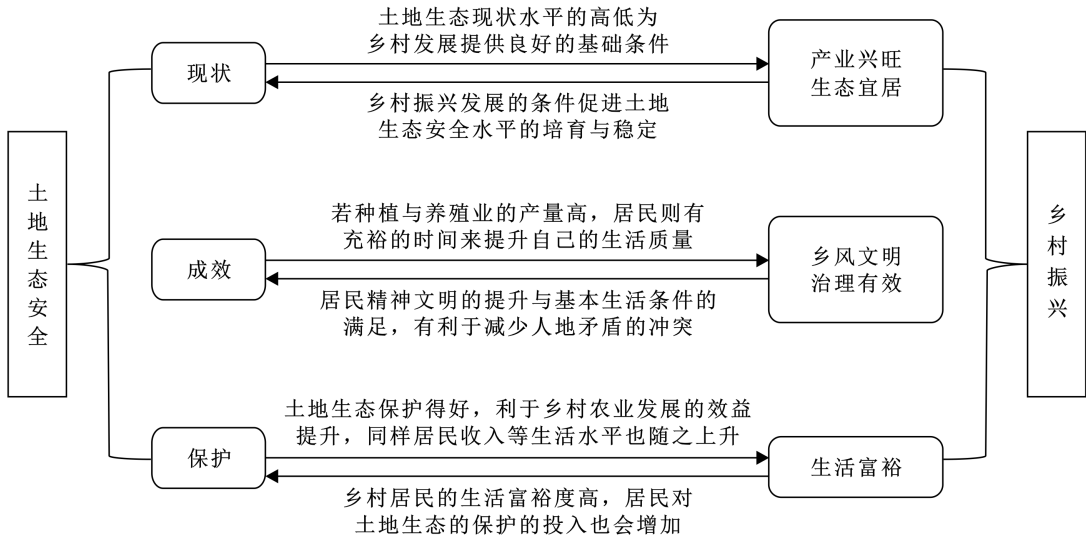 土地生态安全
现状
土地生态现状水平的高低为
乡村发展提供良好的基础条件
乡村振兴发展的条件促进土地
生态安全水平的培育与稳定
产业兴旺
生态宜居
成效
若种植与养殖业的产量高，居民则有
充裕的时间来提升自己的生活质量
居民精神文明的提升与基本生活条件的
满足，有利于减少人地矛盾的冲突
乡风文明
治理有效
保护
土地生态保护得好，利于乡村农业发展的效益
提升，同样居民收入等生活水平也随之上升
乡村居民的生活富裕度高，居民对
土地生态的保护的投入也会增加
生活富裕
乡村振兴